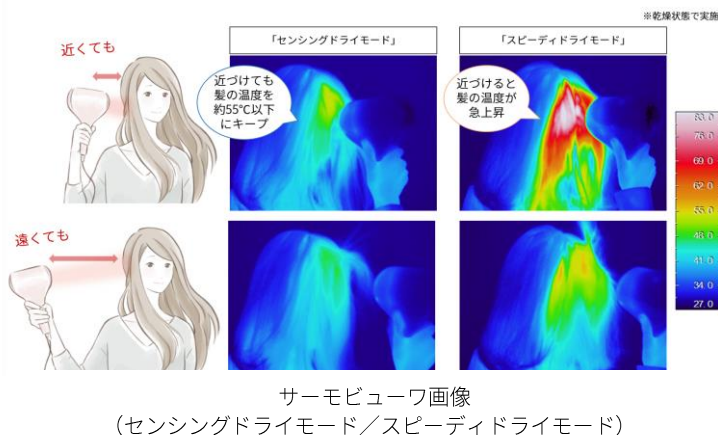 ※乾燥状態で実施
近くても
「センシングドライモード」
「スピーディドライモード」
近づけても
髪の温度を
約55℃以下
にキープ
近づけると
髪の温度が
急上昇
83.0
76.0
69.0
62.0
55.0
48.0
41.0
34.0
27.0
遠くても
サーモビューワ画像
（センシングドライモード／スピーディドライモード）